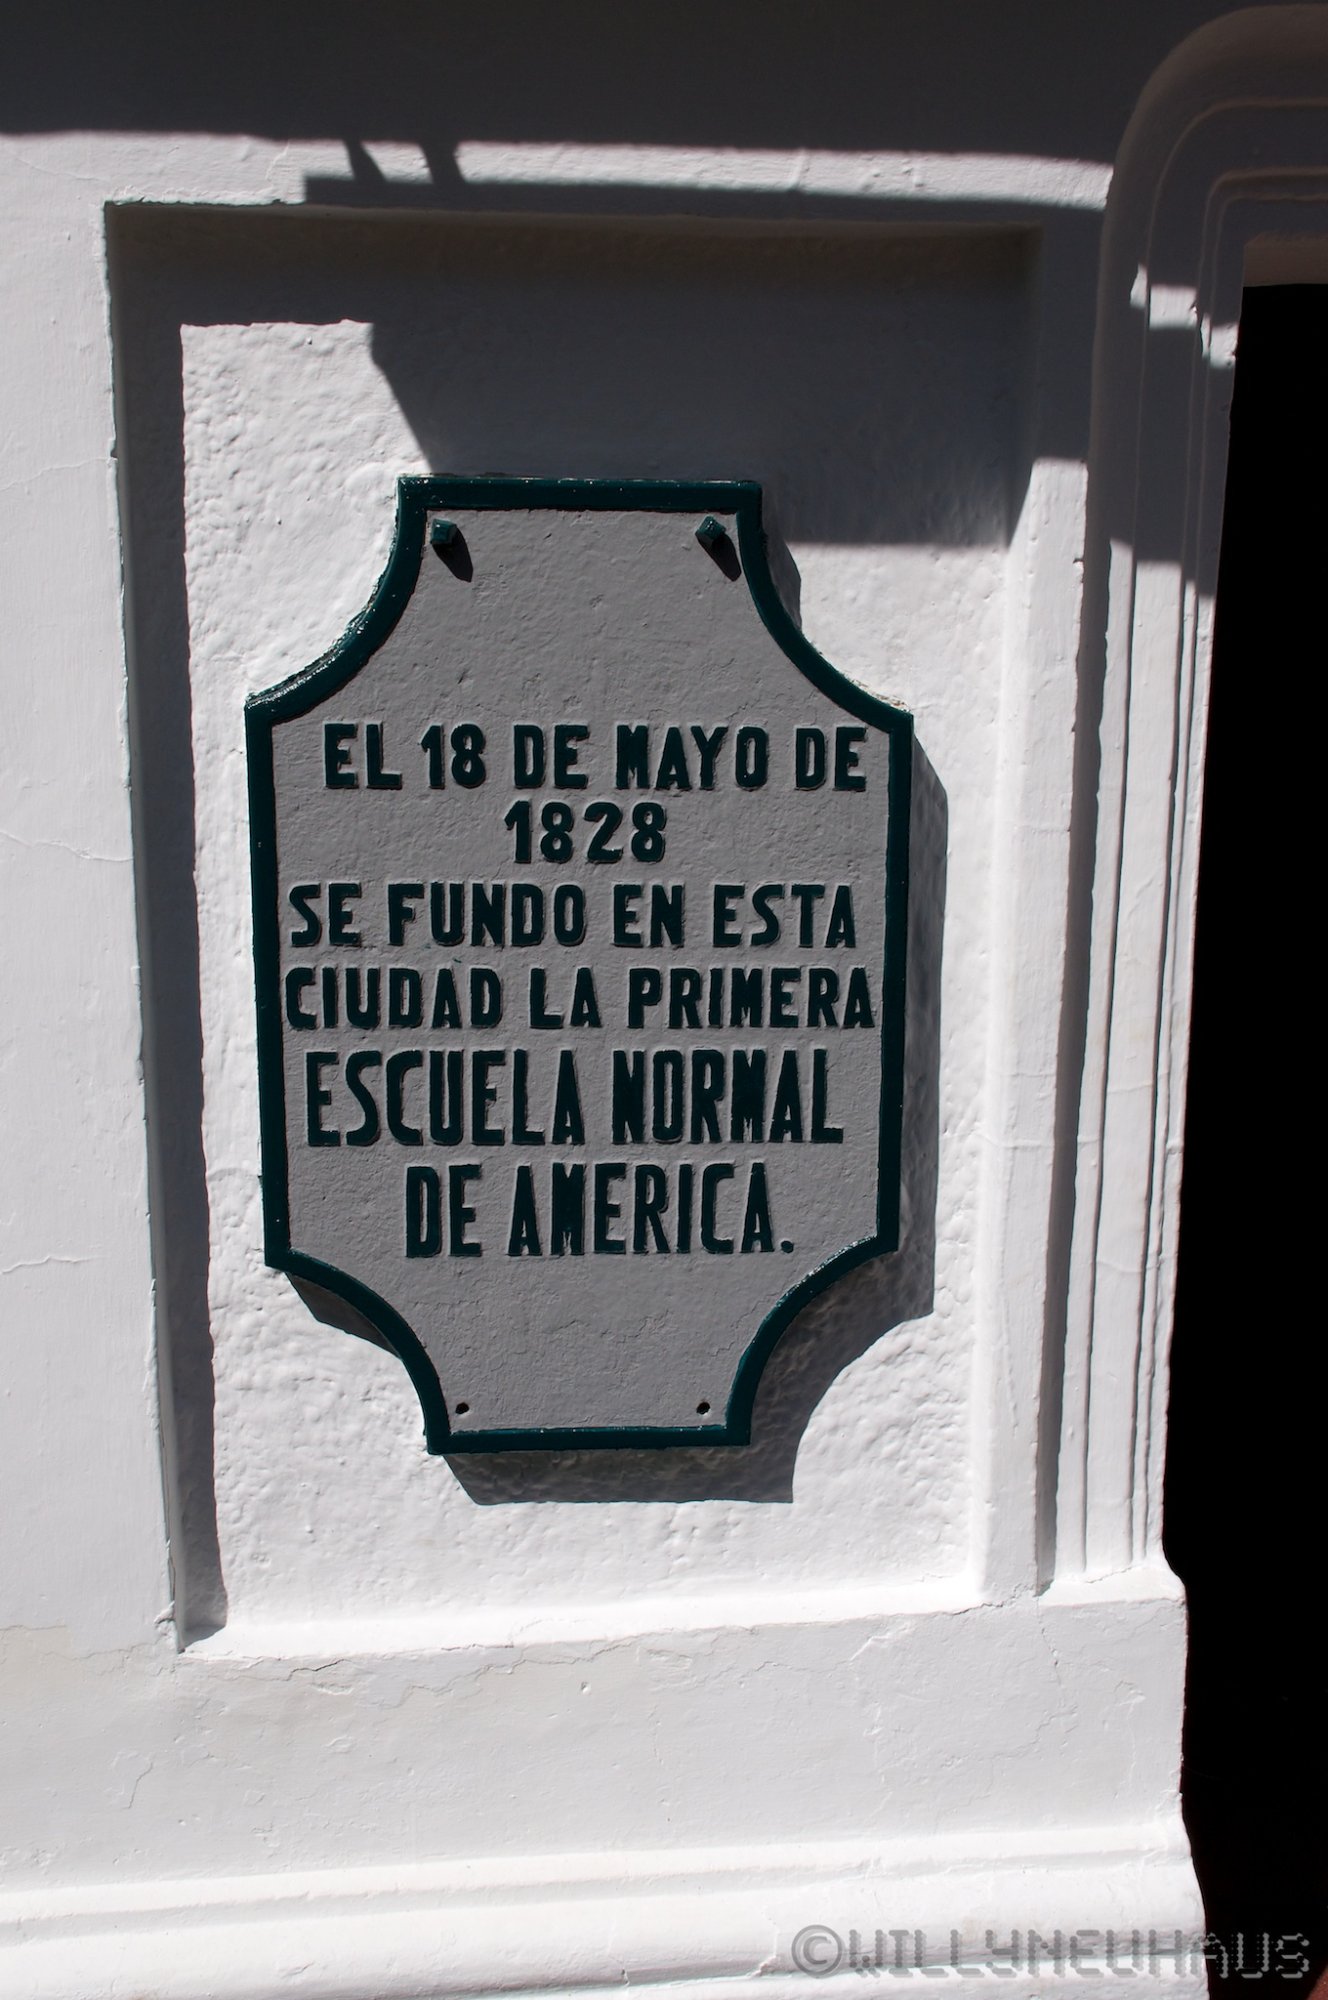 EL 18 DE MAYO DE
1828
SE FUNDO EN ESTA
CIUDAD LA PRIMERA
ESCUELA NORMAL
DE AMERICA.
©WILLYNEUHAUS